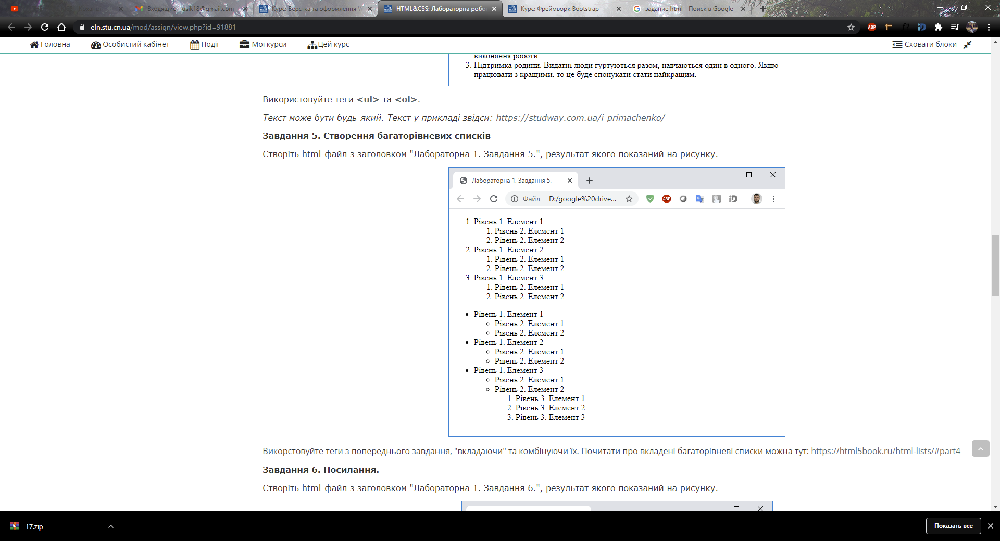 Входящие - usik18@gmail.com
Курс: Верстка та оформлення W
HTML&CSS: Лабораторна робо
Курс: Фреймворк Bootstrap
задание html - Поиск в Google
eln.stu.cn.ua/mod/assign/view.php?id=91881
ABP
Головна
Особистий кабінет
Події
Мої курси
Цей курс
Сховати блоки
виконання роботи.
3. Підтримка родини. Видатні люди гуртуються разом, навчаються один в одного. Якщо
працювати з кращими, то це буде спонукати стати найкращим.
Використовуйте теги <ul> та <ol>.
Текст може бути будь-який. Текст у прикладі звідси: https://studway.com.ua/i-primachenko/
Завдання 5. Створення багаторівневих списків
Створіть html-файл з заголовком "Лабораторна 1. Завдання 5.", результат якого показаний на рисунку.
Лабораторна 1. Завдання 5.
Файл
D:/google%20drive...
ABP
1. Рівень 1. Елемент 1
1. Рівень 2. Елемент 1
2. Рівень 2. Елемент 2
2. Рівень 1. Елемент 2
1. Рівень 2. Елемент 1
2. Рівень 2. Елемент 2
3. Рівень 1. Елемент 3
1. Рівень 2. Елемент 1
2. Рівень 2. Елемент 2
• Рівень 1. Елемент 1
◦ Рівень 2. Елемент 1
◦ Рівень 2. Елемент 2
• Рівень 1. Елемент 2
◦ Рівень 2. Елемент 1
◦ Рівень 2. Елемент 2
• Рівень 1. Елемент 3
◦ Рівень 2. Елемент 1
◦ Рівень 2. Елемент 2
1. Рівень 3. Елемент 1
2. Рівень 3. Елемент 2
3. Рівень 3. Елемент 3
Викорстовуйте теги з попереднього завдання, "вкладаючи" та комбінуючи їх. Почитати про вкладені багаторівневі списки можна тут: https://html5book.ru/html-lists/#part4
Завдання 6. Посилання.
Створіть html-файл з заголовком "Лабораторна 1. Завдання 6.", результат якого показаний на рисунку.
17.zip
Показать все